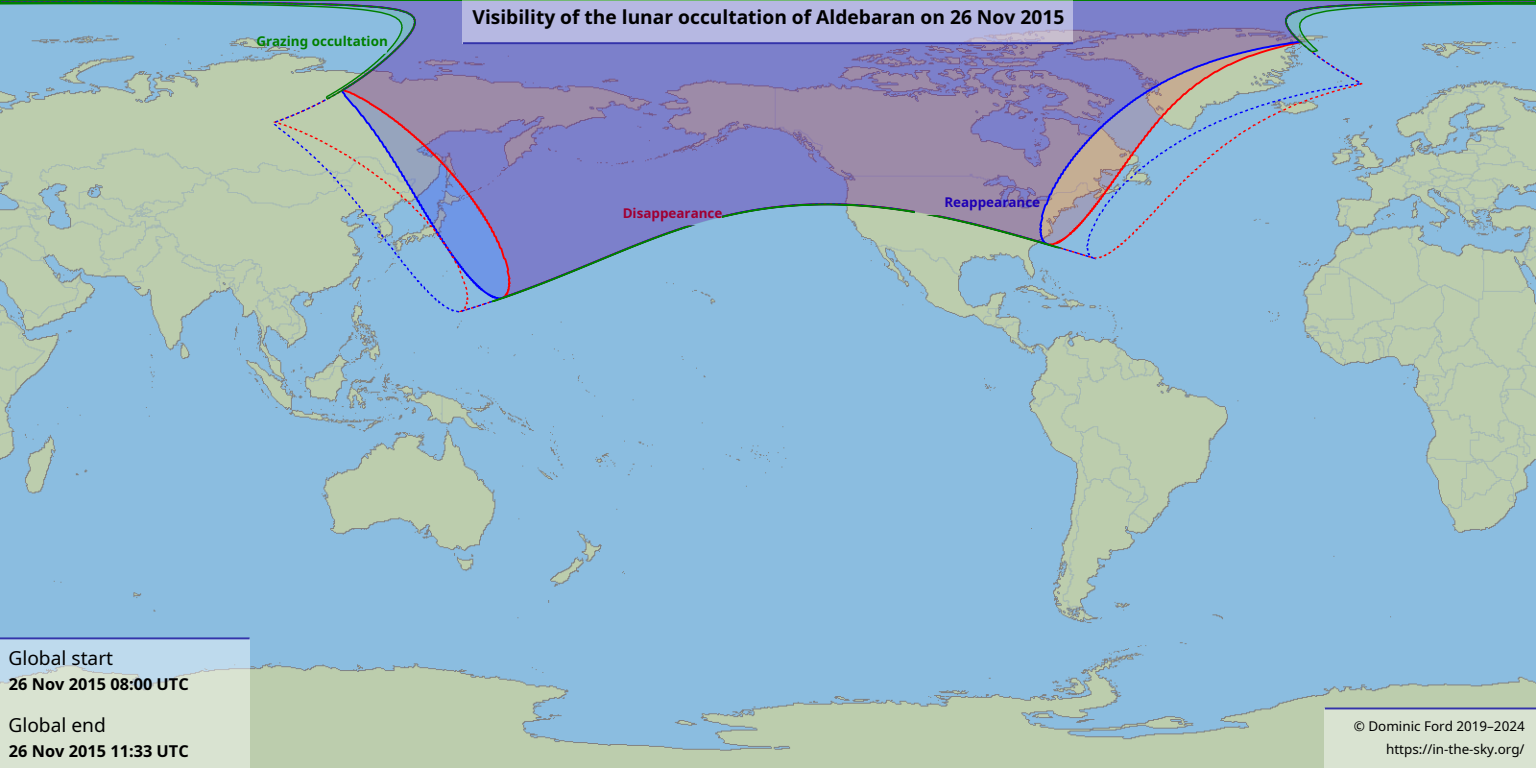 Visibility of the lunar occultation of Aldebaran on 26 Nov 2015
Grazing occultation
Reappearance
Disappearance
Global start
26 Nov 2015 08:00 UTC
Global end
26 Nov 2015 11:33 UTC
© Dominic Ford 2019–2024
https://in-the-sky.org/